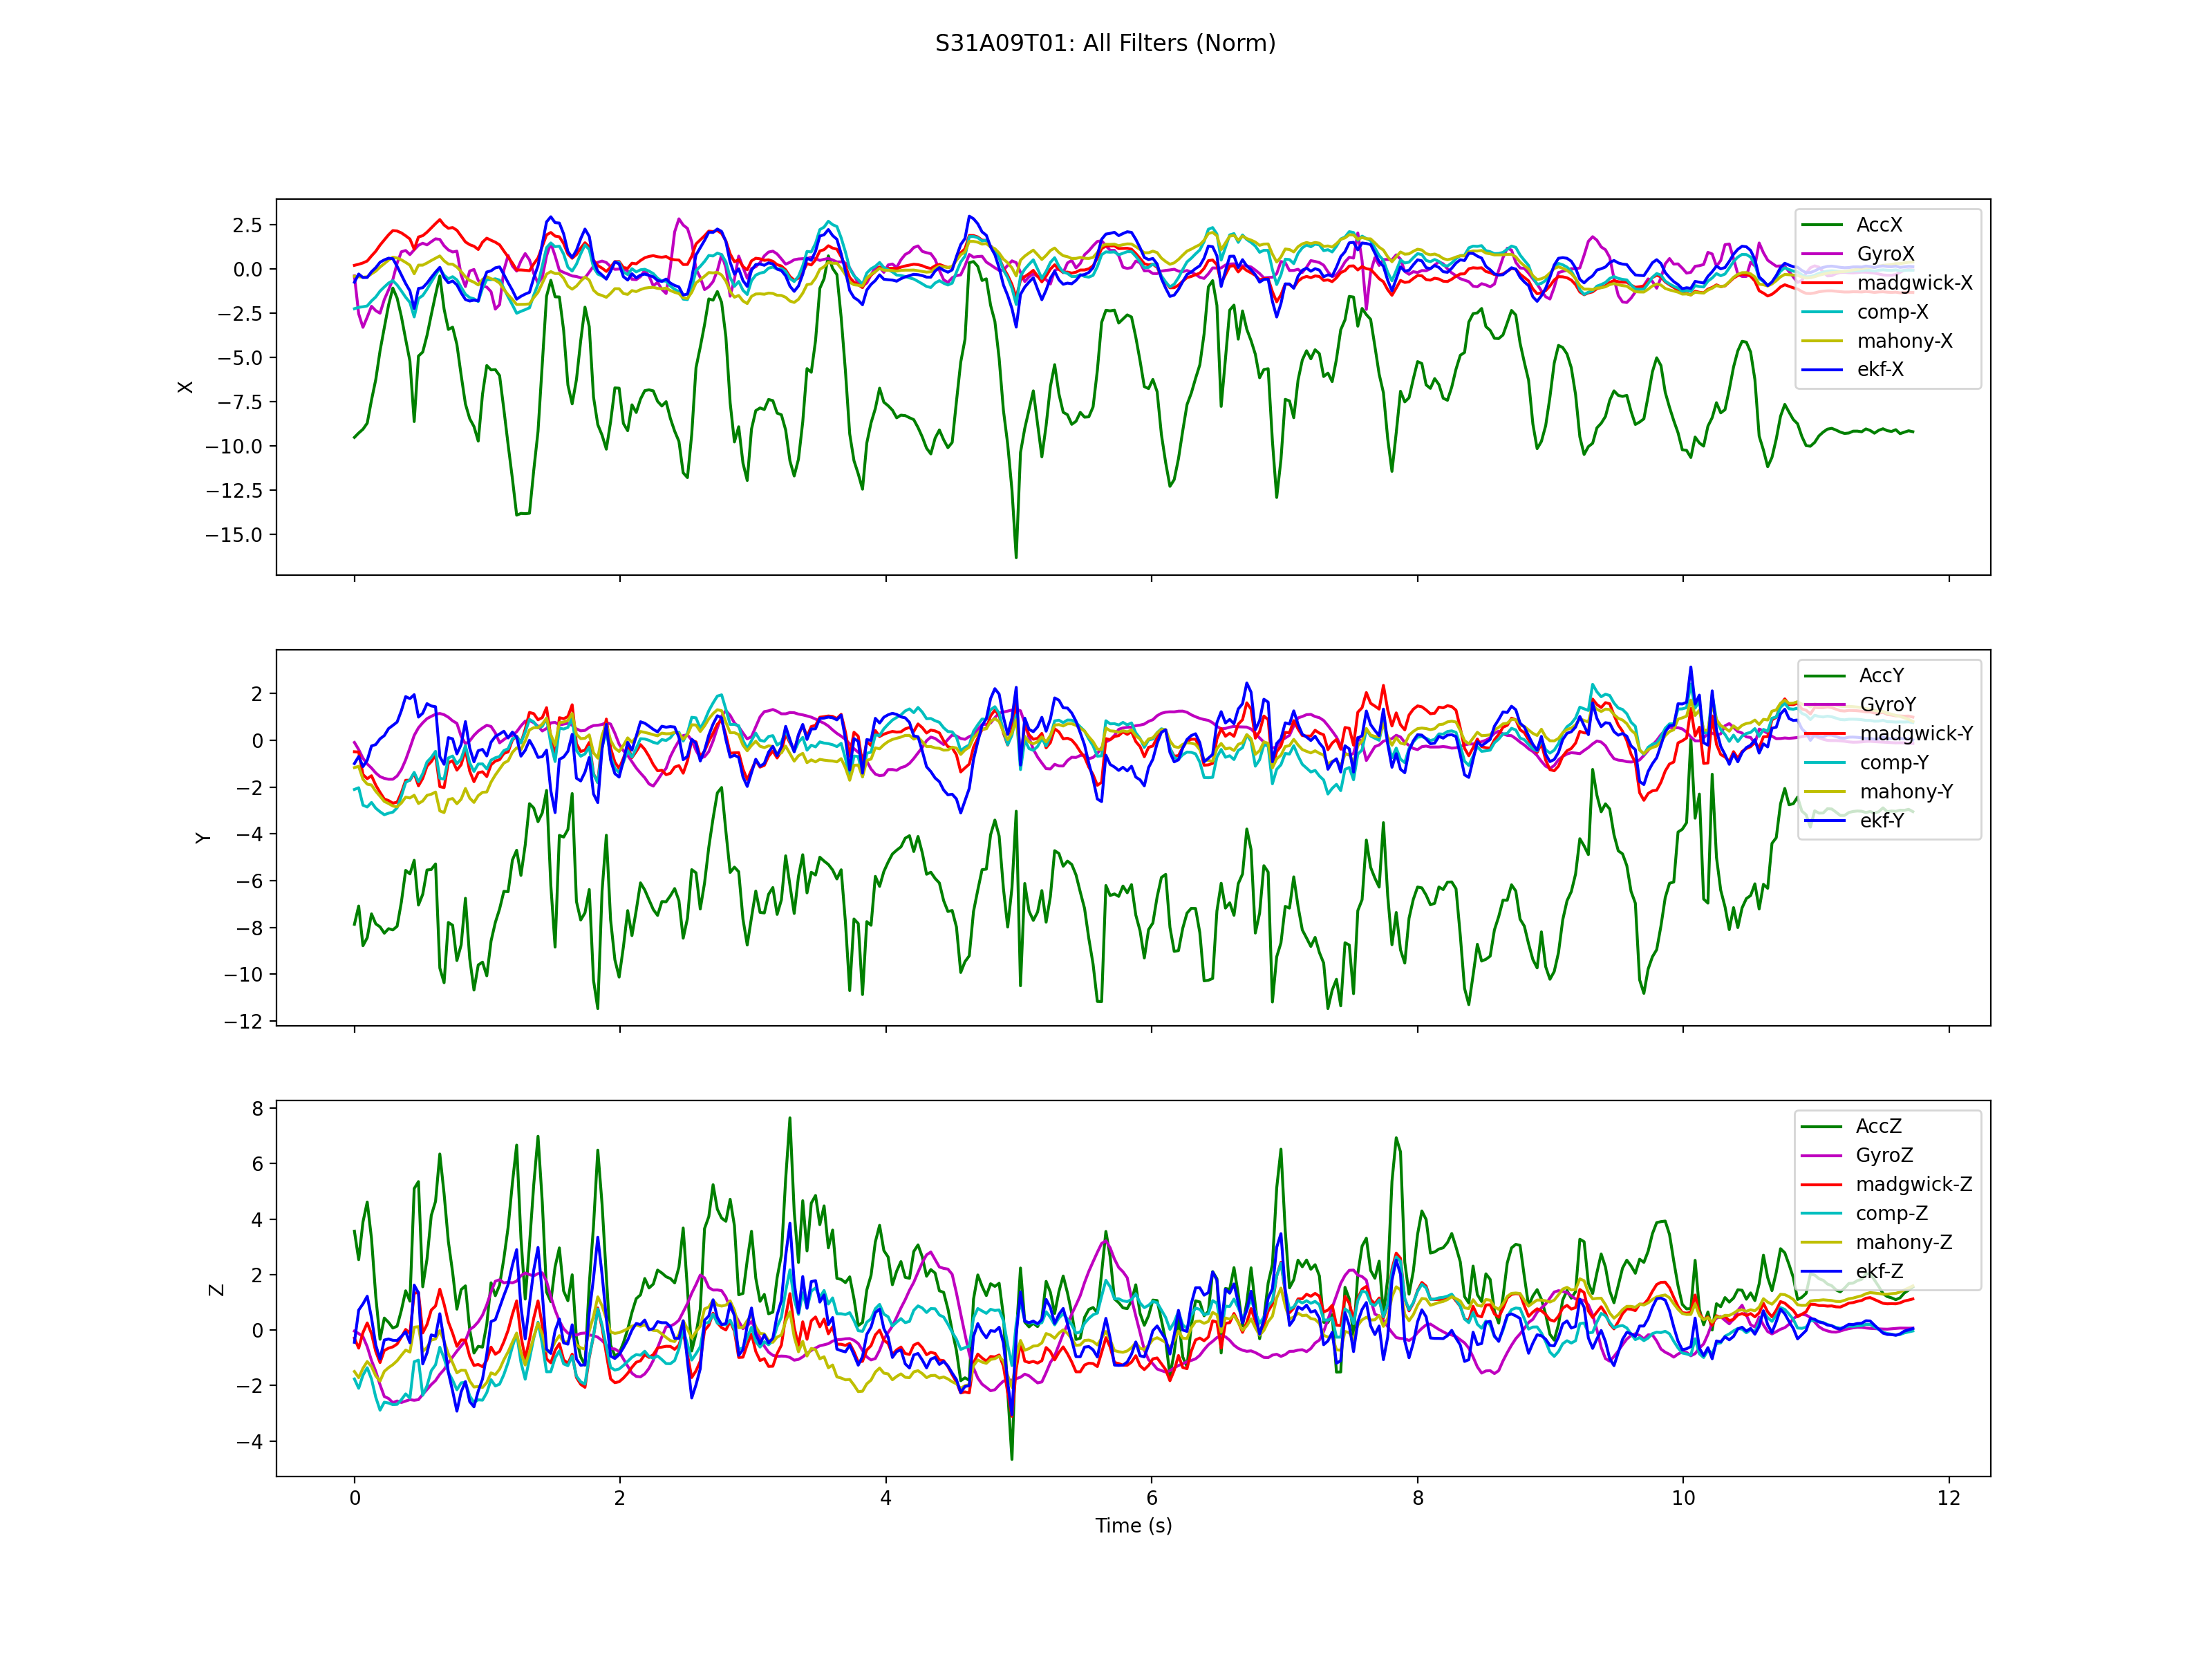 S31A09T01: All Filters (Norm)
2.5
0.0
−2.5
−5.0
−7.5
−10.0
−12.5
−15.0
X
AccX
GyroX
madgwick-X
comp-X
mahony-X
ekf-X
2
0
−2
−4
−6
−8
−10
−12
Y
AccY
GyroY
madgwick-Y
comp-Y
mahony-Y
ekf-Y
8
6
4
2
0
−2
−4
Z
AccZ
GyroZ
madgwick-Z
comp-Z
mahony-Z
ekf-Z
0 2 4 6 8 10 12
Time (s)